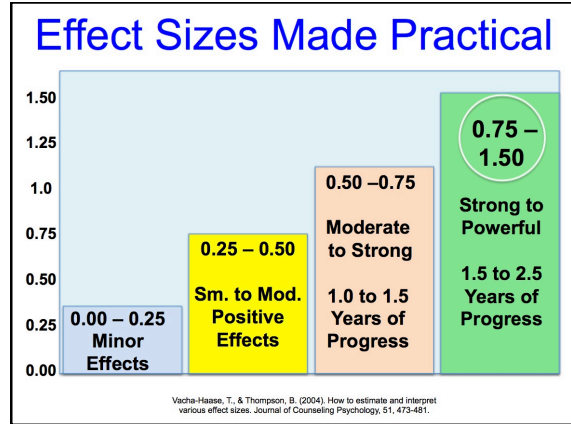 Effect Sizes Made Practical
1.50
1.25
1.0
0.75
0.50
0.25
0.00
0.00 – 0.25
Minor
Effects
0.25 – 0.50
Sm. to Mod.
Positive
Effects
0.50 –0.75
Moderate
to Strong
1.0 to 1.5
Years of
Progress
0.75 –
1.50
Strong to
Powerful
1.5 to 2.5
Years of
Progress
Vacha-Haase, T., & Thompson, B. (2004). How to estimate and interpret
various effect sizes. Journal of Counseling Psychology, 51, 473-481.